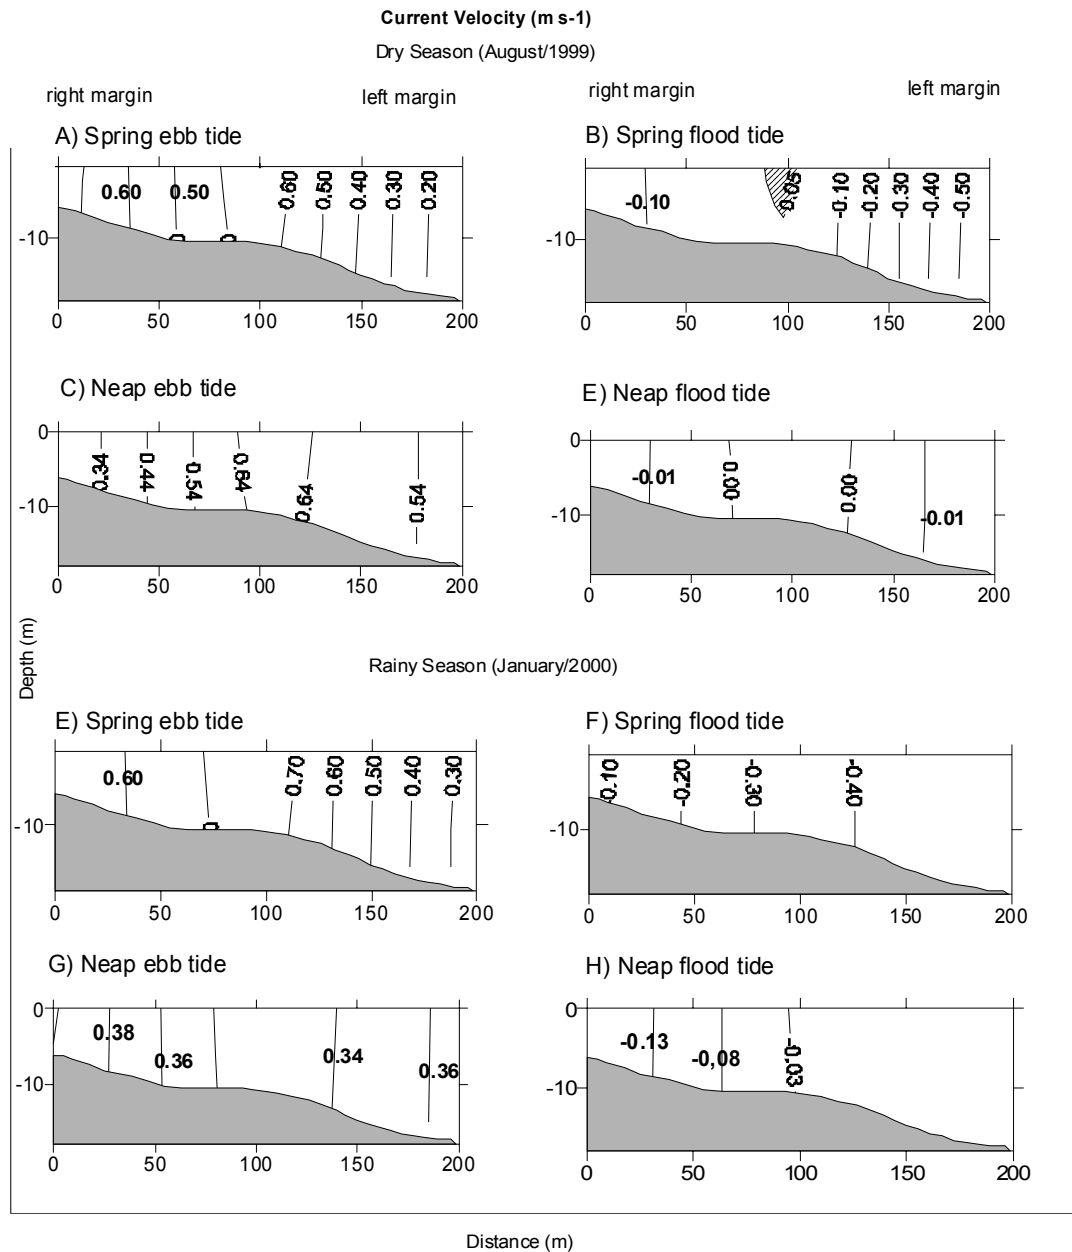 Current Velocity (m s-1)
Dry Season (August/1999)
right margin
left margin
right margin
left margin
A) Spring ebb tide
0.60 0.50 0.60 0.50 0.40 0.30 0.20
-10
0 50 100 150 200
B) Spring flood tide
-0.10 0.05 -0.10 -0.20 -0.30 -0.40 -0.50
-10
0 50 100 150 200
C) Neap ebb tide
0
0.34 0.44 0.54 0.64 0.64 0.54
-10
0 50 100 150 200
E) Neap flood tide
0
-0.01 0.00 0.00 -0.01
-10
0 50 100 150 200
Depth (m)
Rainy Season (January/2000)
E) Spring ebb tide
0.60 0.70 0.60 0.50 0.40 0.30
-10
0 50 100 150 200
F) Spring flood tide
-0.20 -0.30 -0.40
-10
0 50 100 150 200
G) Neap ebb tide
0
0.38 0.36 0.34 0.36
-10
0 50 100 150 200
H) Neap flood tide
0
-0.13 -0,08 -0.03
-10
0 50 100 150 200
Distance (m)